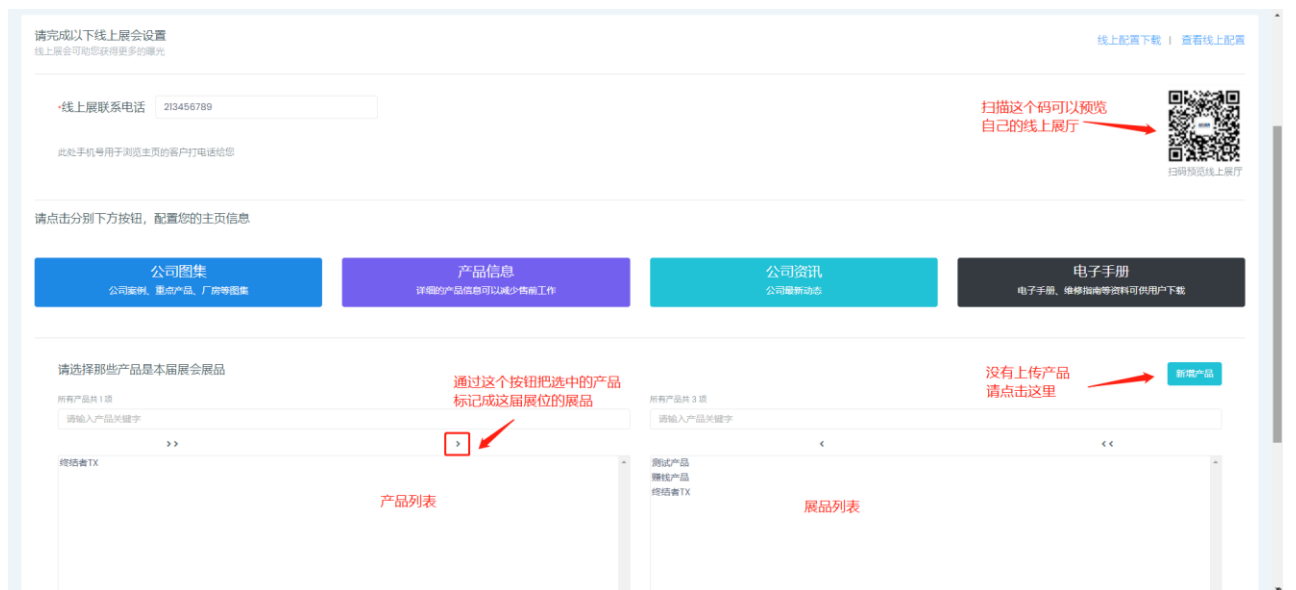 请完成以下线上展会设置
线上展会可助您获得更多的曝光
线上配置下载 | 查看线上配置
*线上展联系电话 213456789
此处手机号用于浏览主页的客户打电话给您
扫描这个码可以预览
自己的线上展厅
扫码预览线上展厅
请点击分别下方按钮，配置您的主页信息
公司图集
公司案例、重点产品、厂房等图集
产品信息
详细的产品信息可以减少售前工作
公司资讯
公司最新动态
电子手册
电子手册、维修指南等资料可供用户下载
请选择那些产品是本届展会展品
通过这个按钮把选中的产品
标记成这届展位的展品
没有上传产品
请点击这里
新增产品
所有产品共 1 项
所有产品共 3 项
请输入产品关键字
请输入产品关键字
>>
>
<
<<
终结者TX
产品列表
测试产品
赚钱产品
终结者TX
展品列表